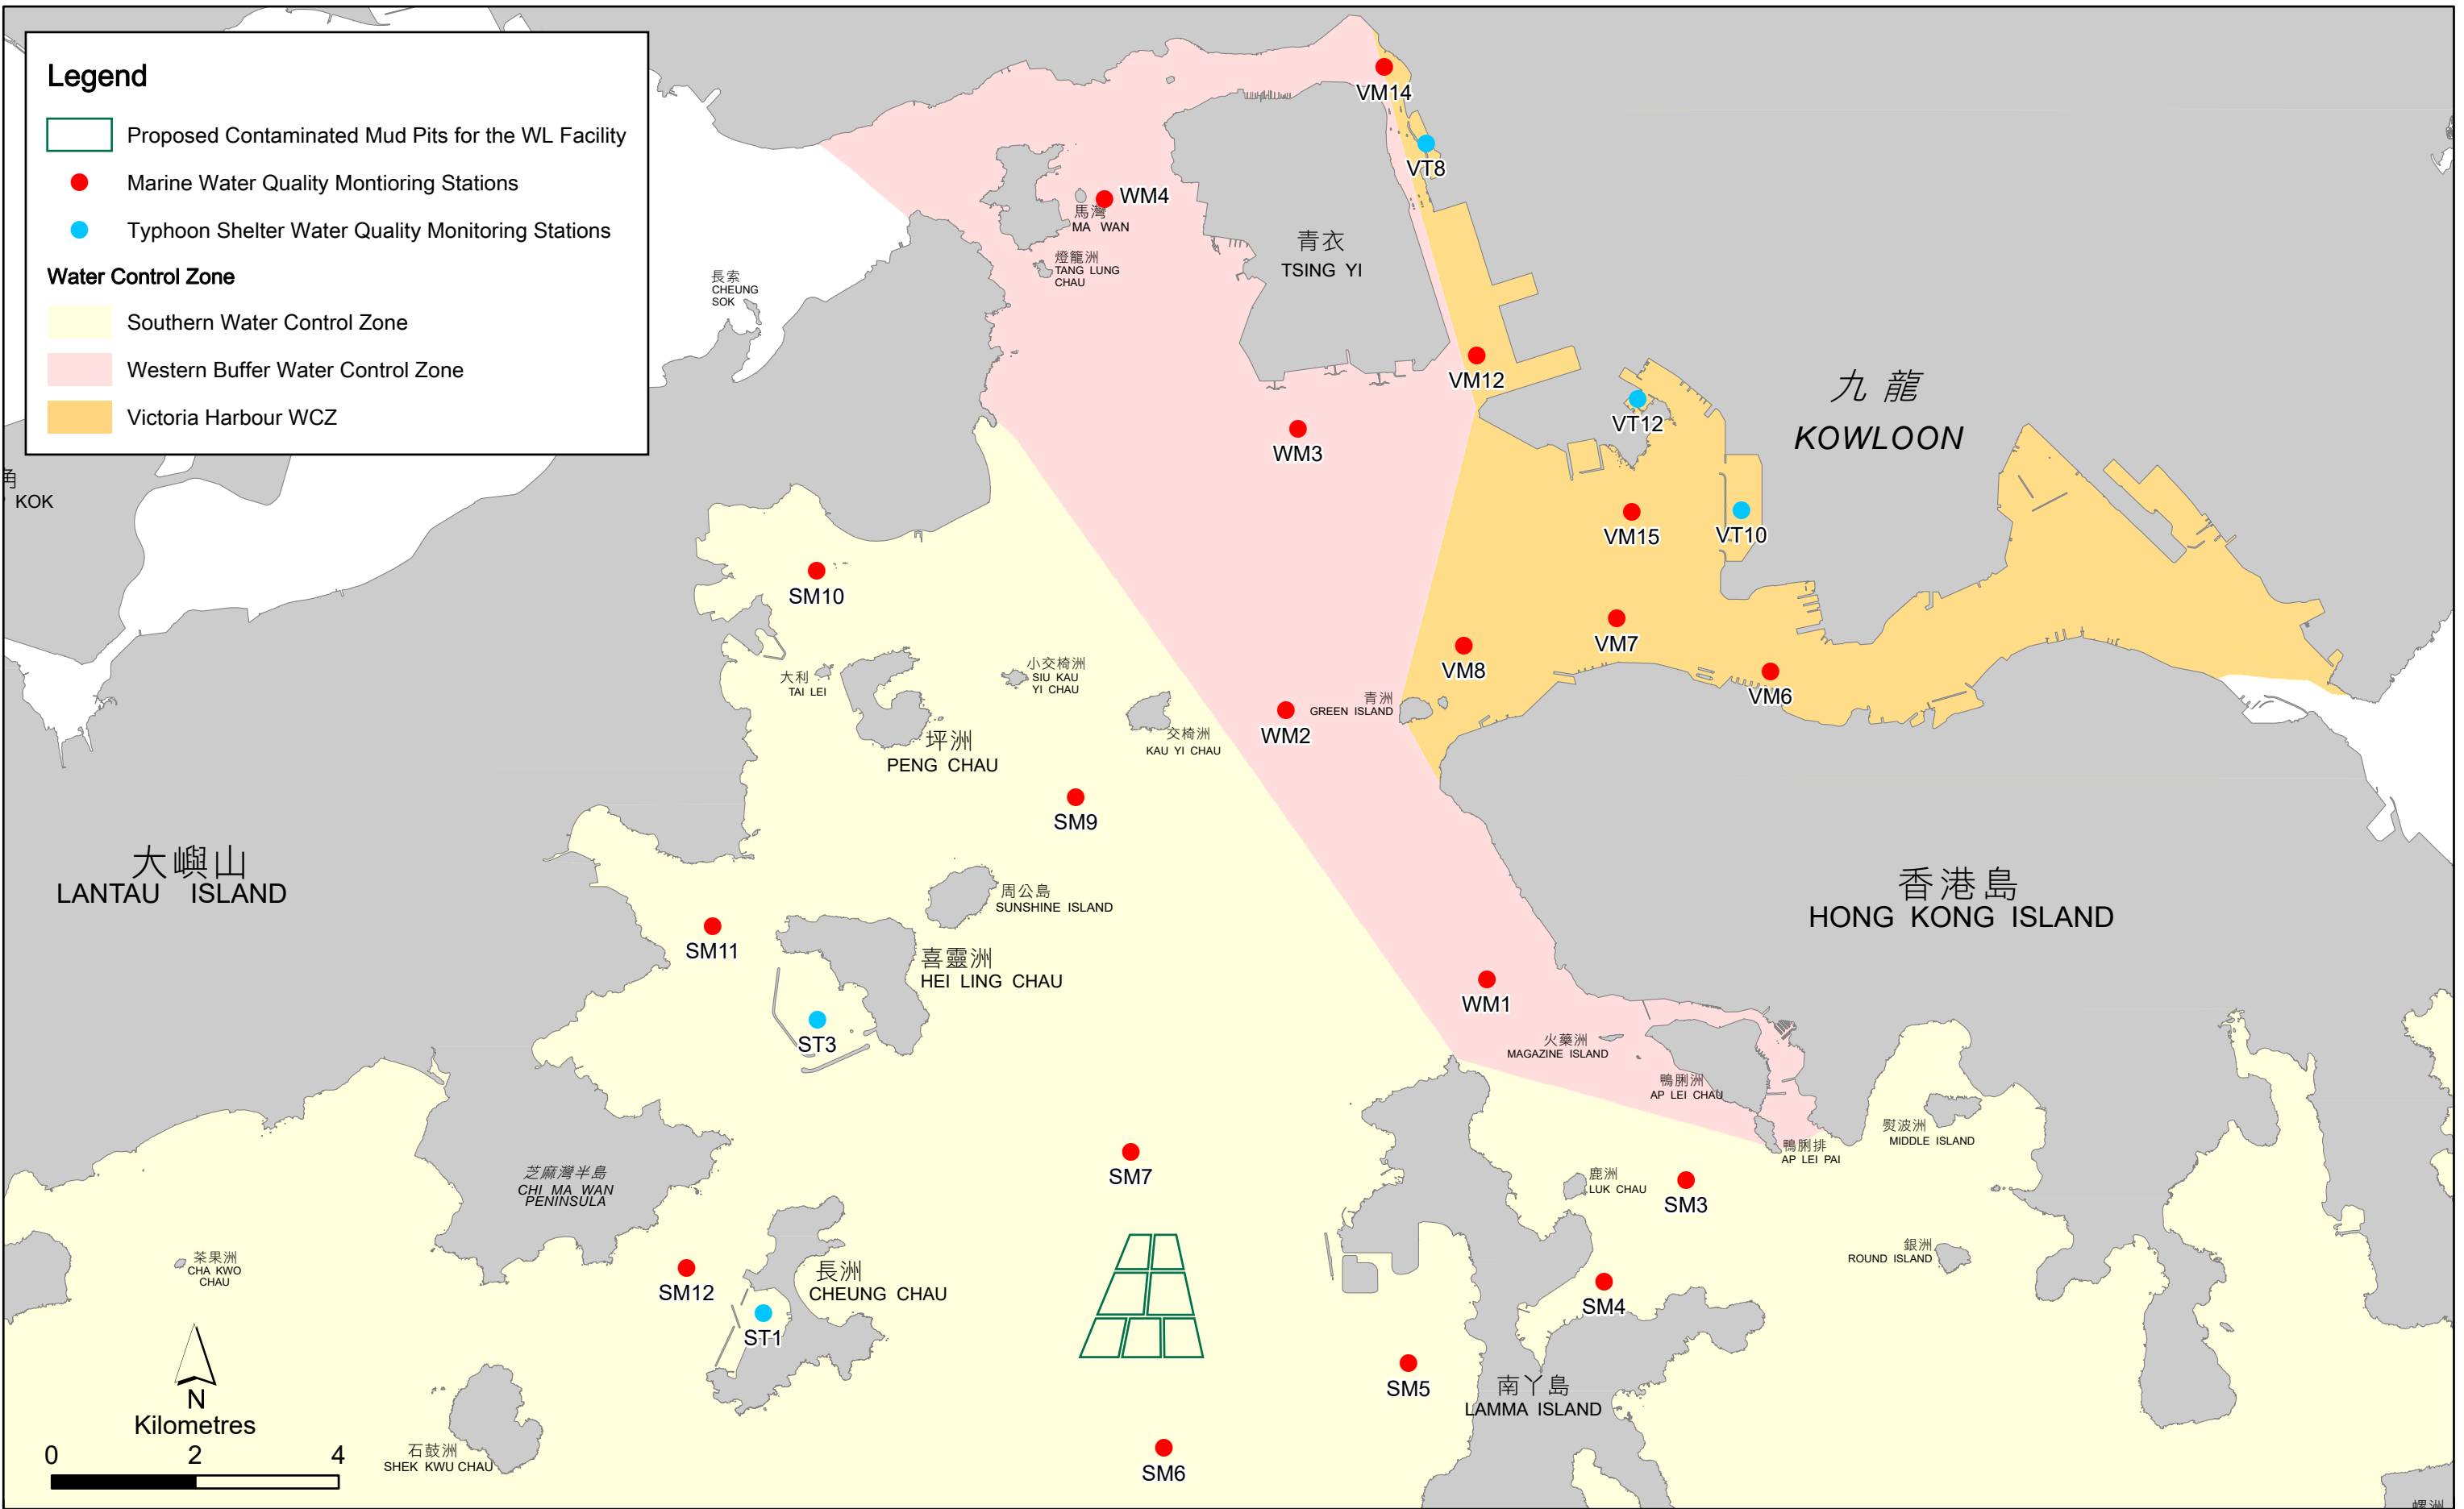 Legend
Proposed Contaminated Mud Pits for the WL Facility
Marine Water Quality Montioring Stations
Typhoon Shelter Water Quality Monitoring Stations
Water Control Zone
Southern Water Control Zone
Western Buffer Water Control Zone
Victoria Harbour WCZ
VM14
VT8
WM4
馬灣
MA WAN
燈籠洲
TANG LUNG
CHAU
青衣
TSING YI
長索
CHEUNG
SOK
VM12
VT12
九龍
KOWLOON
WM3
角
KOK
VM15
VT10
SM10
VM7
VM8
VM6
大利
TAI LEI
小交椅洲
SIU KAU
YI CHAU
青洲
GREEN ISLAND
WM2
交椅洲
KAU YI CHAU
坪洲
PENG CHAU
SM9
大嶼山
LANTAU ISLAND
周公島
SUNSHINE ISLAND
香港島
HONG KONG ISLAND
SM11
喜靈洲
HEI LING CHAU
WM1
ST3
火藥洲
MAGAZINE ISLAND
鴨脷洲
AP LEI CHAU
熨波洲
MIDDLE ISLAND
鴨脷排
AP LEI PAI
芝麻灣半島
CHI MA WAN
PENINSULA
SM7
鹿洲
LUK CHAU
SM3
茶果洲
CHA KWO
CHAU
銀洲
ROUND ISLAND
SM12
長洲
CHEUNG CHAU
SM4
ST1
SM5
南丫島
LAMMA ISLAND
N
Kilometres
0 2 4
石鼓洲
SHEK KWU CHAU
SM6